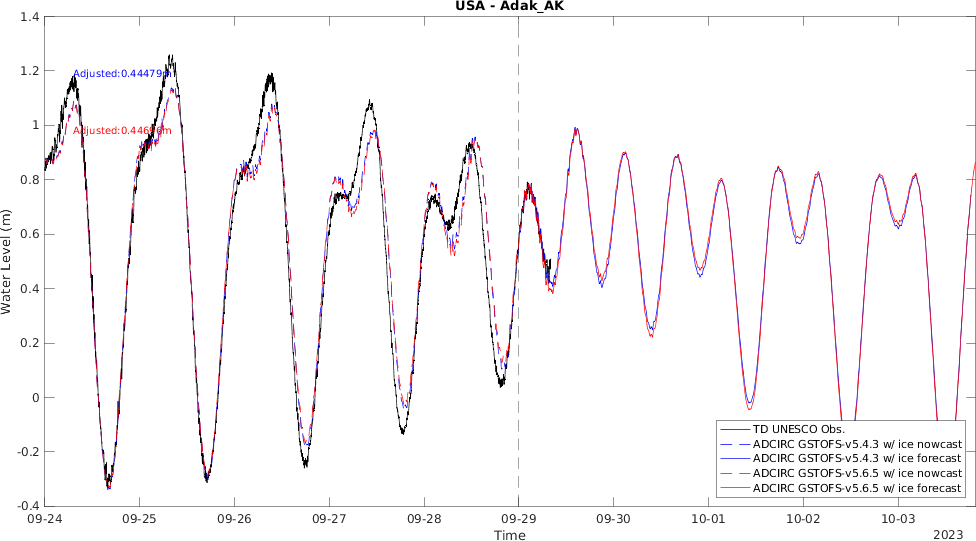 USA - Adak_AK
1.4
1.2
1
0.8
0.6
0.4
0.2
0
-0.2
-0.4
Water Level (m)
Adjusted:0.44479m
Adjusted:0.44696m
TD UNESCO Obs.
ADCIRC GSTOFS-v5.4.3 w/ ice nowcast
ADCIRC GSTOFS-v5.4.3 w/ ice forecast
ADCIRC GSTOFS-v5.6.5 w/ ice nowcast
ADCIRC GSTOFS-v5.6.5 w/ ice forecast
09-24 09-25 09-26 09-27 09-28 09-29 09-30 10-01 10-02 10-03
Time
2023